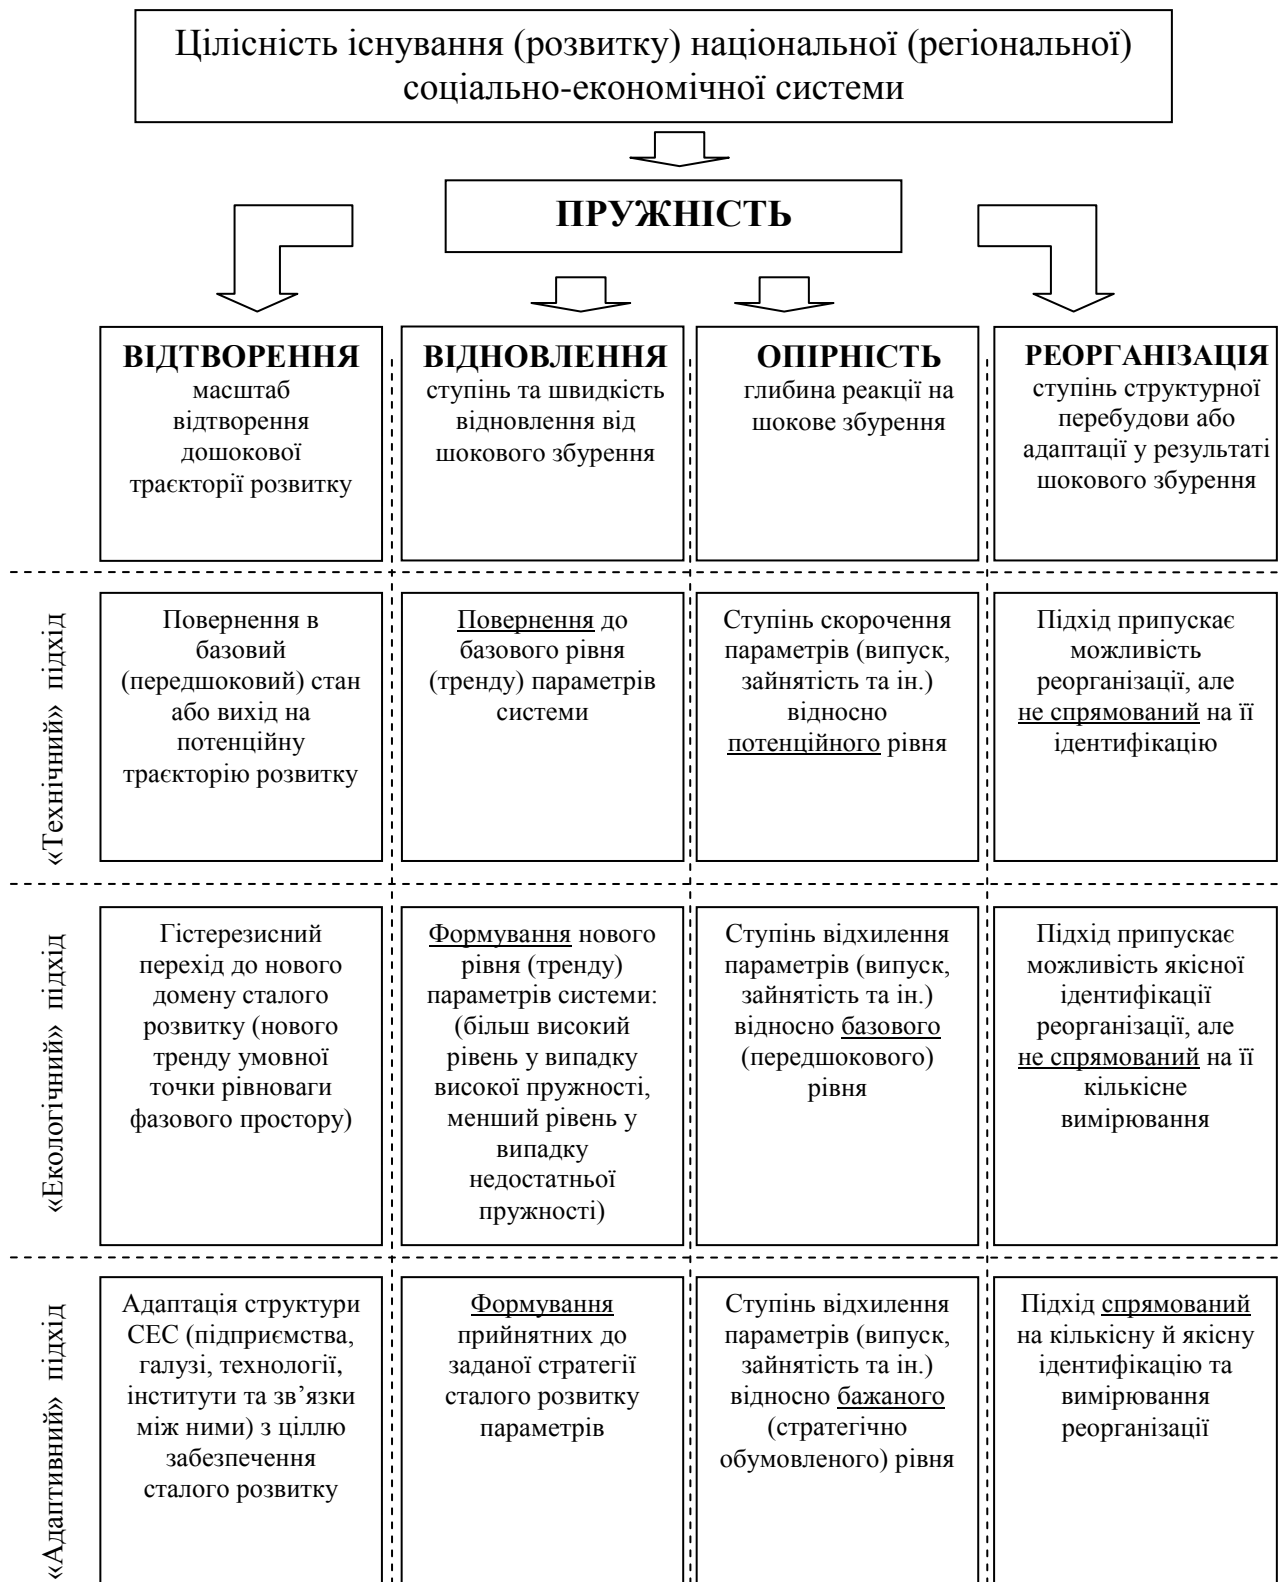 Цілісність існування (розвитку) національної (регіональної)
соціально-економічної системи
ПРУЖНІСТЬ
ВІДТВОРЕННЯ
масштаб
відтворення
дошокової
траєкторії розвитку
ВІДНОВЛЕННЯ
ступінь та швидкість
відновлення від
шокового збурення
ОПІРНІСТЬ
глибина реакції на
шокове збурення
РЕОРГАНІЗАЦІЯ
ступінь структурної
перебудови або
адаптації у результаті
шокового збурення
«Технічний» підхід
Повернення в
базовий
(передшоковий) стан
або вихід на
потенційну
траєкторію розвитку
Повернення до
базового рівня
(тренду) параметрів
системи
Ступінь скорочення
параметрів (випуск,
зайнятість та ін.)
відносно
потенційного рівня
Підхід припускає
можливість
реорганізації, але
не спрямований на її
ідентифікацію
«Екологічний» підхід
Гістерезисний
перехід до нового
домену сталого
розвитку (нового
тренду умовної
точки рівноваги
фазового простору)
Формування нового
рівня (тренду)
параметрів системи:
(більш високий
рівень у випадку
високої пружності,
менший рівень у
випадку
недостатньої
пружності)
Ступінь відхилення
параметрів (випуск,
зайнятість та ін.)
відносно базового
(передшокового)
рівня
Підхід припускає
можливість якісної
ідентифікації
реорганізації, але
не спрямований на її
кількісне
вимірювання
«Адаптивний» підхід
Адаптація структури
СЕС (підприємства,
галузі, технології,
інститути та зв’язки
між ними) з ціллю
забезпечення
сталого розвитку
Формування
прийнятних до
заданої стратегії
сталого розвитку
параметрів
Ступінь відхилення
параметрів (випуск,
зайнятість та ін.)
відносно бажаного
(стратегічно
обумовленого) рівня
Підхід спрямований
на кількісну й якісну
ідентифікацію та
вимірювання
реорганізації